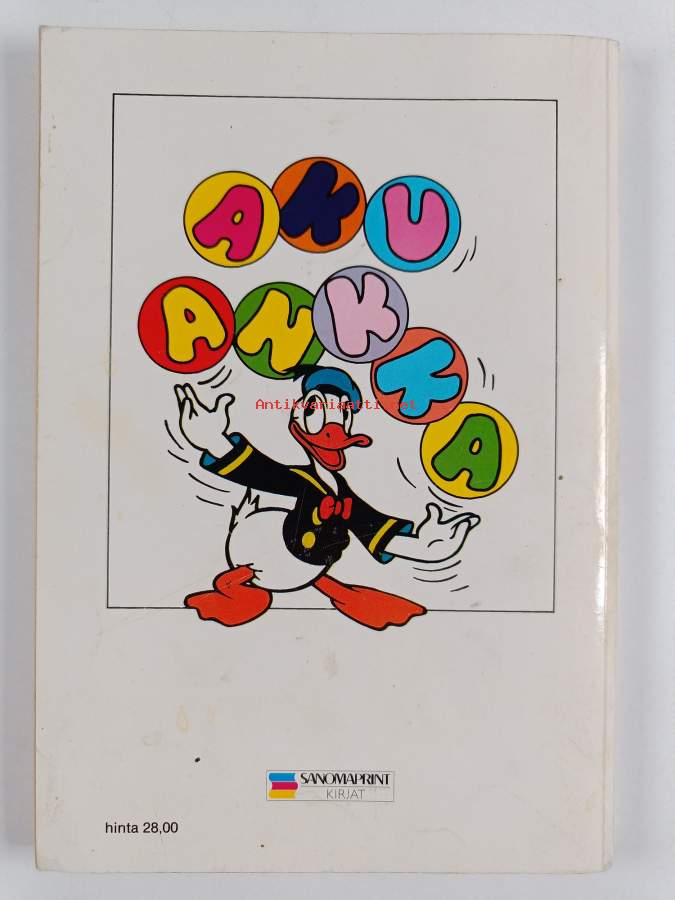 AKU
ANKKA
Antikvariaatti.net
SANOMAPRINT
KIRJAT
hinta 28,00